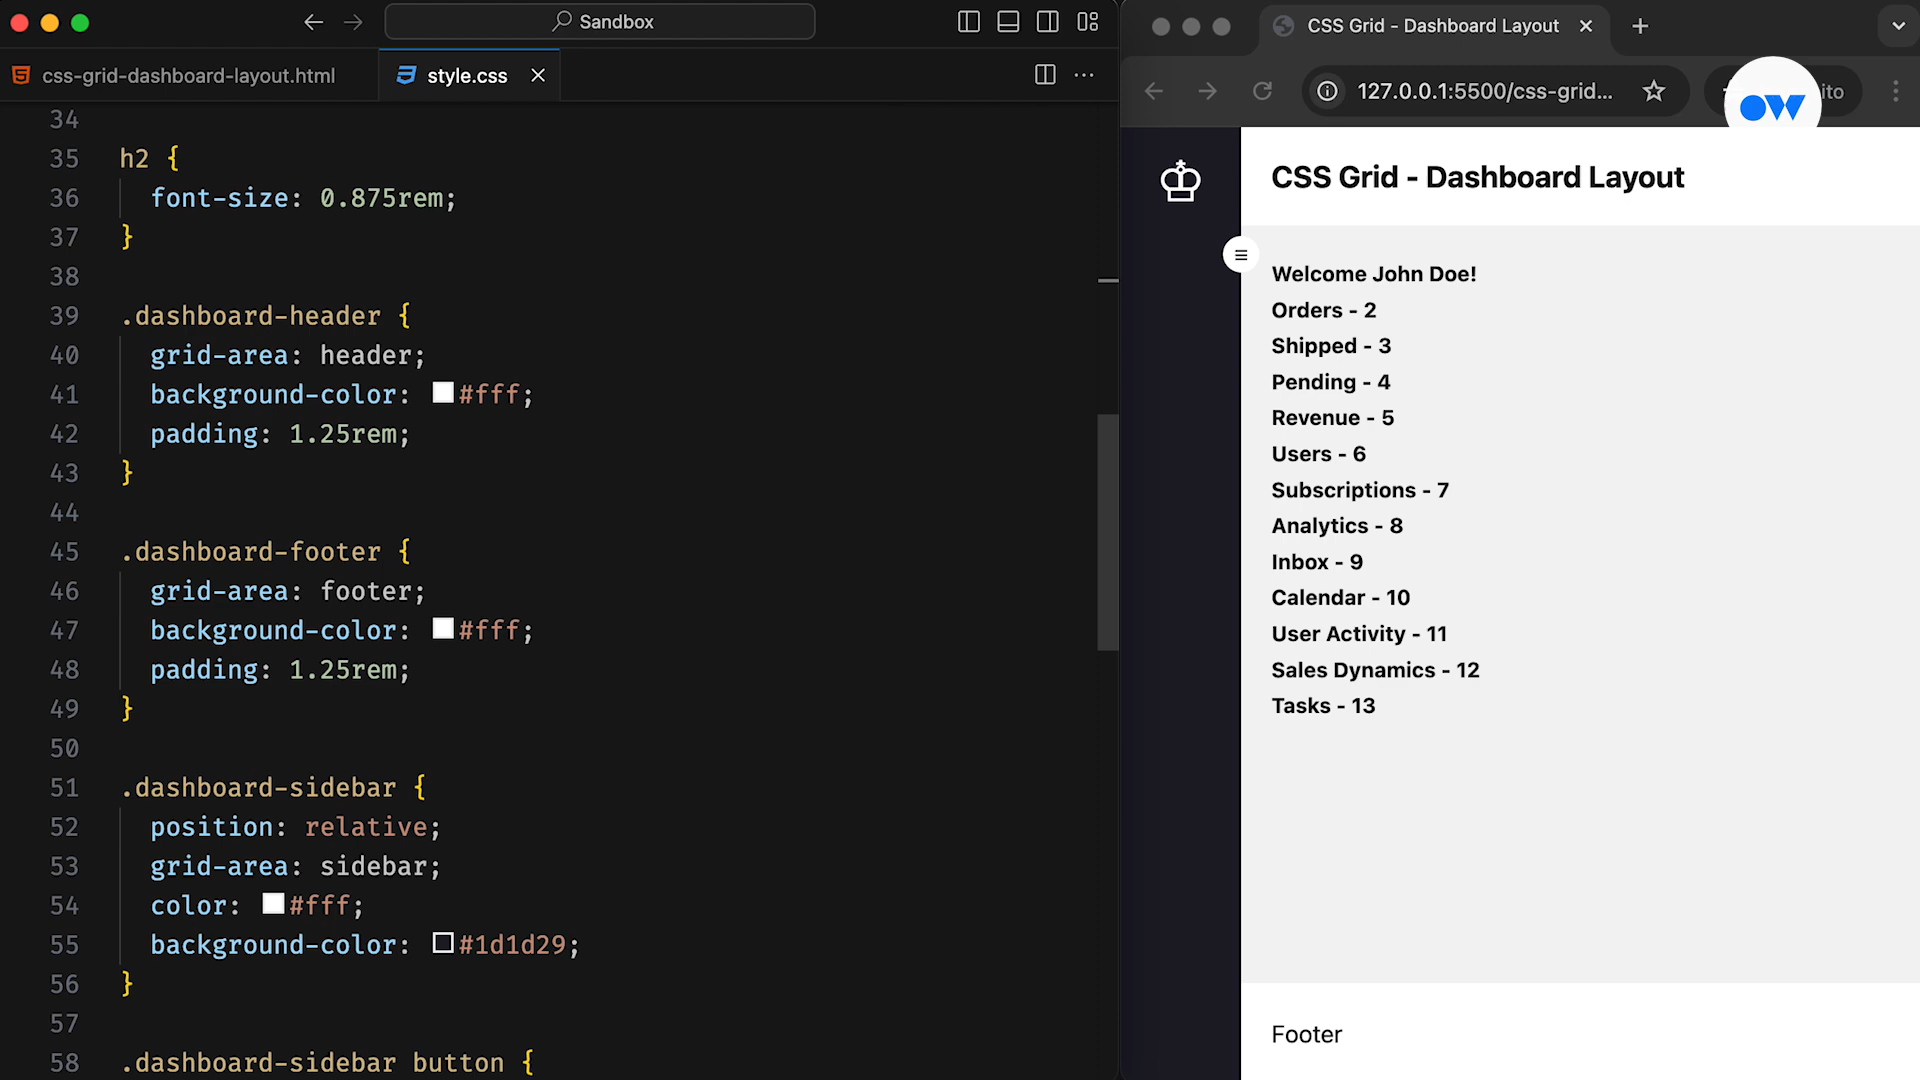 Sandbox
css-grid-dashboard-layout.html
style.css
34
35 h2 {
36 font-size: 0.875rem;
37 }
38
39 .dashboard-header {
40 grid-area: header;
41 background-color: #fff;
42 padding: 1.25rem;
43 }
44
45 .dashboard-footer {
46 grid-area: footer;
47 background-color: #fff;
48 padding: 1.25rem;
49 }
50
51 .dashboard-sidebar {
52 position: relative;
53 grid-area: sidebar;
54 color: #fff;
55 background-color: #1d1d29;
56 }
57
58 .dashboard-sidebar button {
CSS Grid - Dashboard Layout
127.0.0.1:5500/css-grid...
ito
CSS Grid - Dashboard Layout
Welcome John Doe!
Orders - 2
Shipped - 3
Pending - 4
Revenue - 5
Users - 6
Subscriptions - 7
Analytics - 8
Inbox - 9
Calendar - 10
User Activity - 11
Sales Dynamics - 12
Tasks - 13
Footer